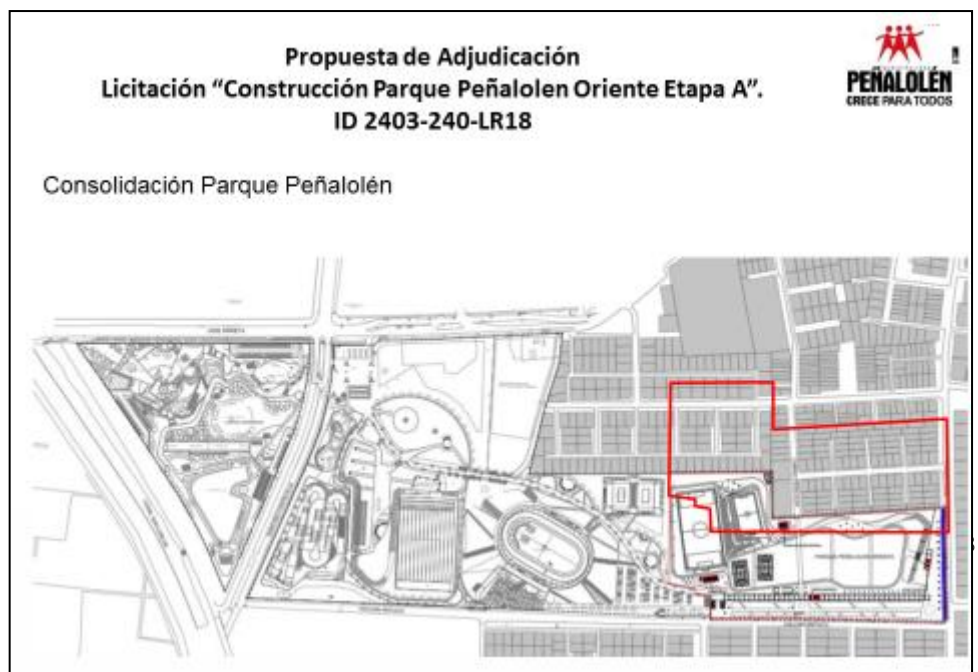 Propuesta de Adjudicación
Licitación “Construcción Parque Peñalolen Oriente Etapa A”.
ID 2403-240-LR18
PEÑALOLÉN
CRECE PARA TODOS
Consolidación Parque Peñalolén